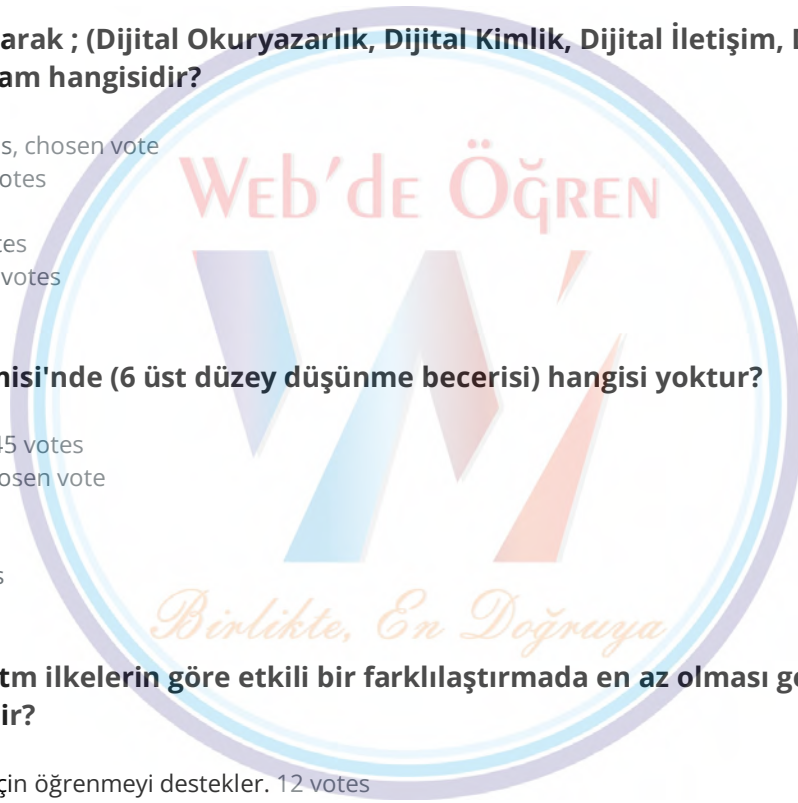 arak ; (Dijital Okuryazarlık, Dijital Kimlik, Dijital İletişim,
am hangisidir?
s, chosen vote
otes
tes
votes
Web'de Öğren
nisi'nde (6 üst düzey düşünme becerisi) hangisi yoktur?
45 votes
osen vote
s
Birlikte, En Doğruya
tm ilkelerin göre etkili bir farklılaştırmada en az olması ge
ir?
çin öğrenmeyi destekler. 12 votes